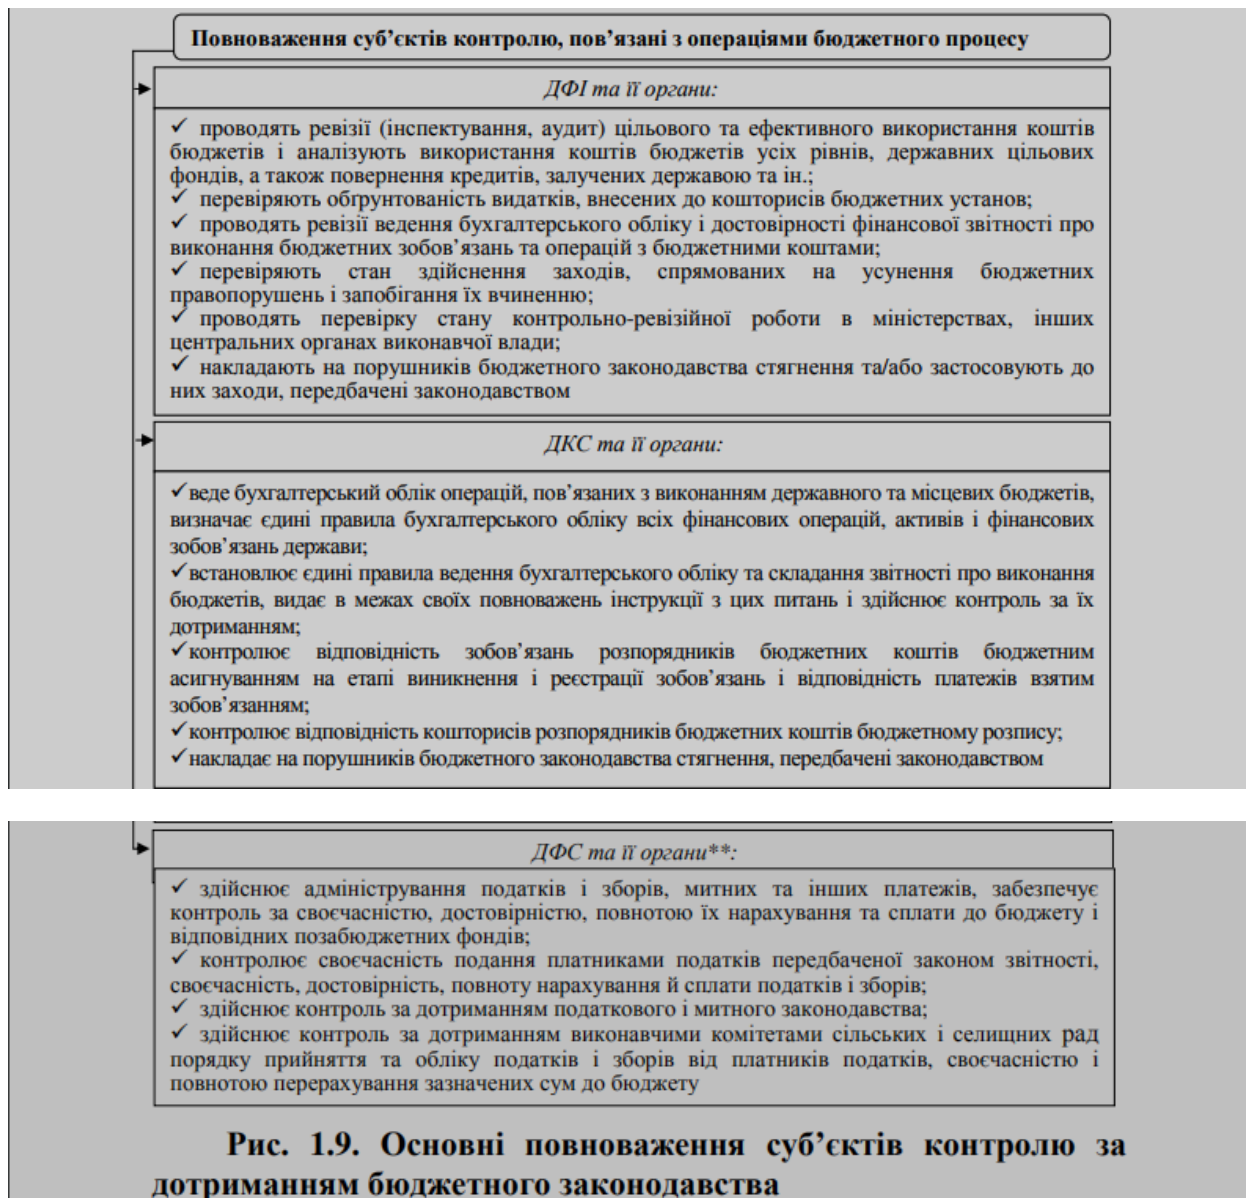 Повноваження суб’єктів контролю, пов’язані з операціями бюджетного процесу
ДФІ та її органи:
✓ проводять ревізії (інспектування, аудит) цільового та ефективного використання коштів
бюджетів і аналізують використання коштів бюджетів усіх рівнів, державних цільових
фондів, а також повернення кредитів, залучених державою та ін.;
✓ перевіряють обґрунтованість видатків, внесених до кошторисів бюджетних установ;
✓ проводять ревізії ведення бухгалтерського обліку і достовірності фінансової звітності про
виконання бюджетних зобов’язань та операцій з бюджетними коштами;
✓ перевіряють стан здійснення заходів, спрямованих на усунення бюджетних
правопорушень і запобігання їх вчиненню;
✓ проводять перевірку стану контрольно-ревізійної роботи в міністерствах, інших
центральних органах виконавчої влади;
✓ накладають на порушників бюджетного законодавства стягнення та/або застосовують до
них заходи, передбачені законодавством
ДКС та її органи:
✓веде бухгалтерський облік операцій, пов’язаних з виконанням державного та місцевих бюджетів,
визначає єдині правила бухгалтерського обліку всіх фінансових операцій, активів і фінансових
зобов’язань держави;
✓встановлює єдині правила ведення бухгалтерського обліку та складання звітності про виконання
бюджетів, видає в межах своїх повноважень інструкції з цих питань і здійснює контроль за їх
дотриманням;
✓контролює відповідність зобов’язань розпорядників бюджетних коштів бюджетним
асигнуванням на етапі виникнення і реєстрації зобов’язань і відповідність платежів взятим
зобов’язанням;
✓контролює відповідність кошторисів розпорядників бюджетних коштів бюджетному розпису;
✓накладає на порушників бюджетного законодавства стягнення, передбачені законодавством
ДФС та її органи**:
✓ здійснює адміністрування податків і зборів, митних та інших платежів, забезпечує
контроль за своєчасністю, достовірністю, повнотою їх нарахування та сплати до бюджету і
відповідних позабюджетних фондів;
✓ контролює своєчасність подання платниками податків передбаченої законом звітності,
своєчасність, достовірність, повноту нарахування й сплати податків і зборів;
✓ здійснює контроль за дотриманням податкового і митного законодавства;
✓ здійснює контроль за дотриманням виконавчими комітетами сільських і селищних рад
порядку прийняття та обліку податків і зборів від платників податків, своєчасністю і
повнотою перерахування зазначених сум до бюджету
Рис. 1.9. Основні повноваження суб’єктів контролю за
дотриманням бюджетного законодавства